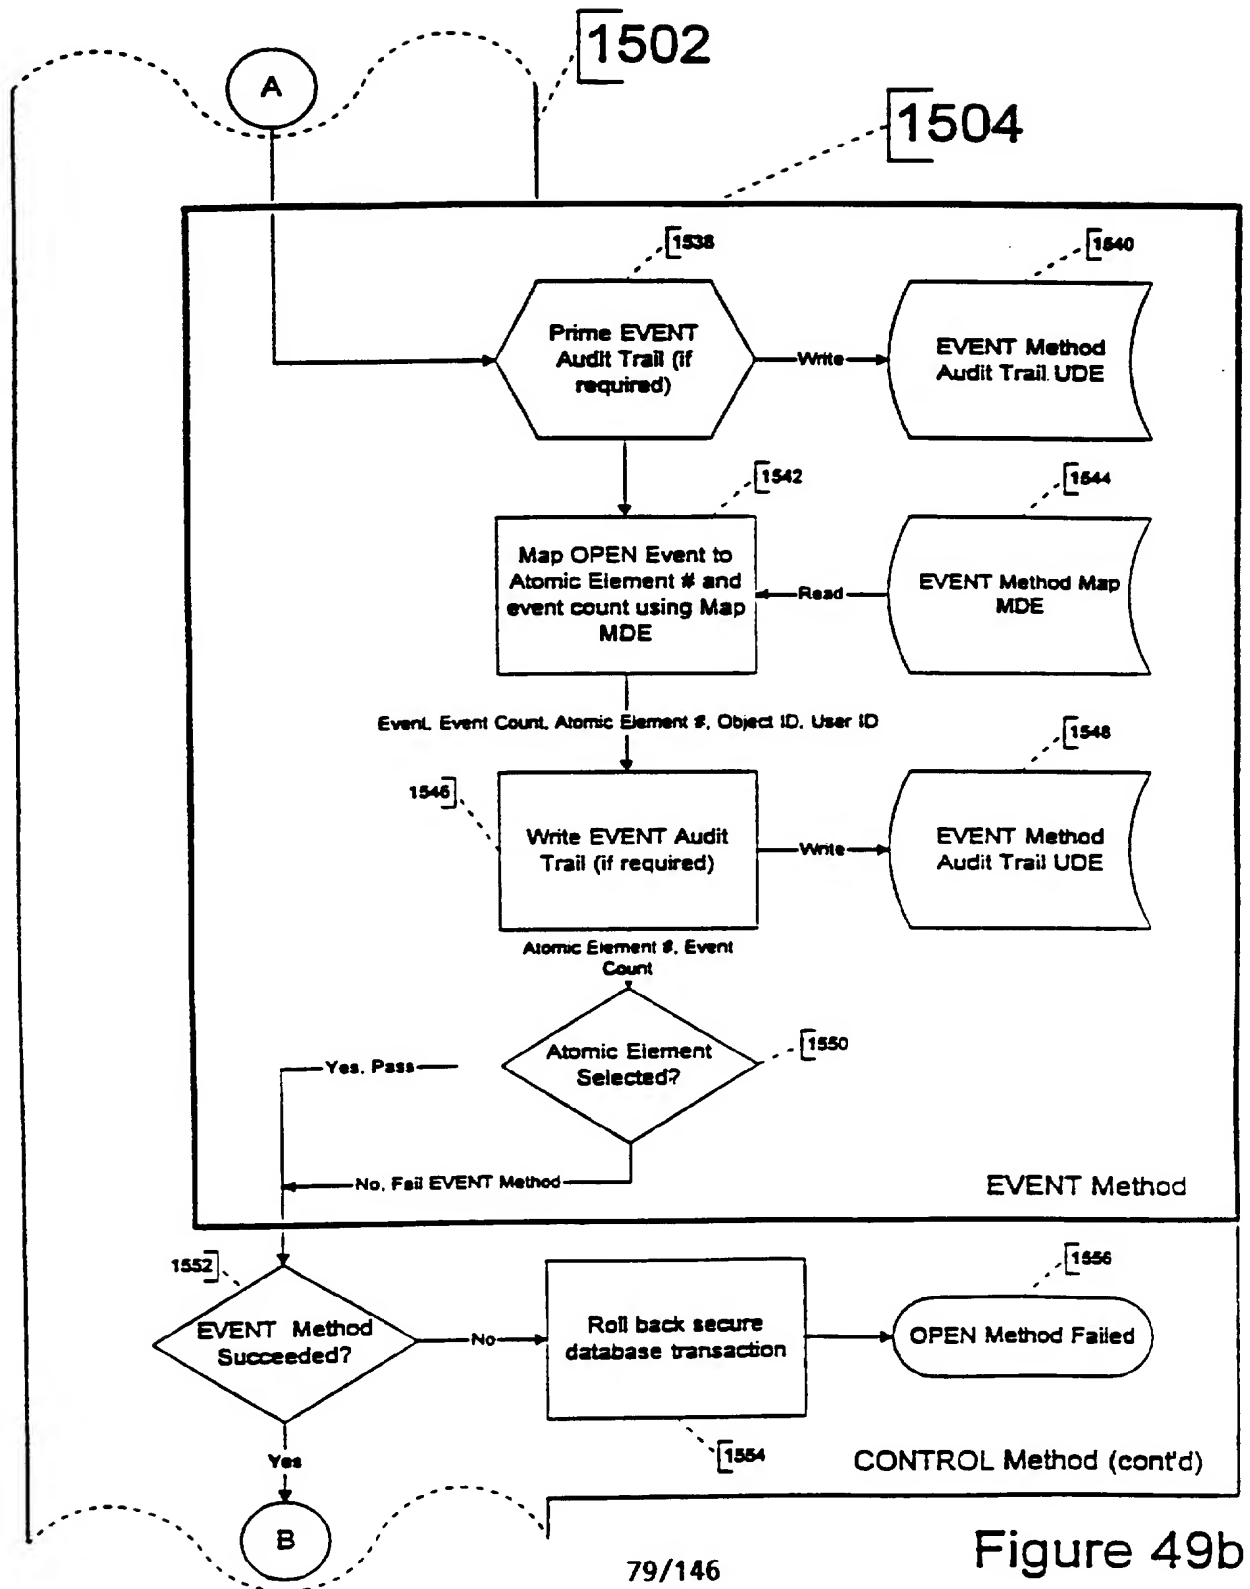 1502
A
1504
1538
1540
Prime EVENT
Audit Trail (if
required)
Write
EVENT Method
Audit Trail UDE
1542
1544
Map OPEN Event to
Atomic Element # and
event count using Map
MDE
Read
EVENT Method Map
MDE
Event, Event Count, Atomic Element #, Object ID, User ID
1546
1548
Write EVENT Audit
Trail (if required)
Write
EVENT Method
Audit Trail UDE
Atomic Element #, Event
Count
1550
Atomic Element
Selected?
Yes, Pass
No, Fail EVENT Method
EVENT Method
1552
1556
EVENT Method
Succeeded?
No
Roll back secure
database transaction
OPEN Method Failed
1554
Yes
CONTROL Method (cont'd)
B
Figure 49b
79/146